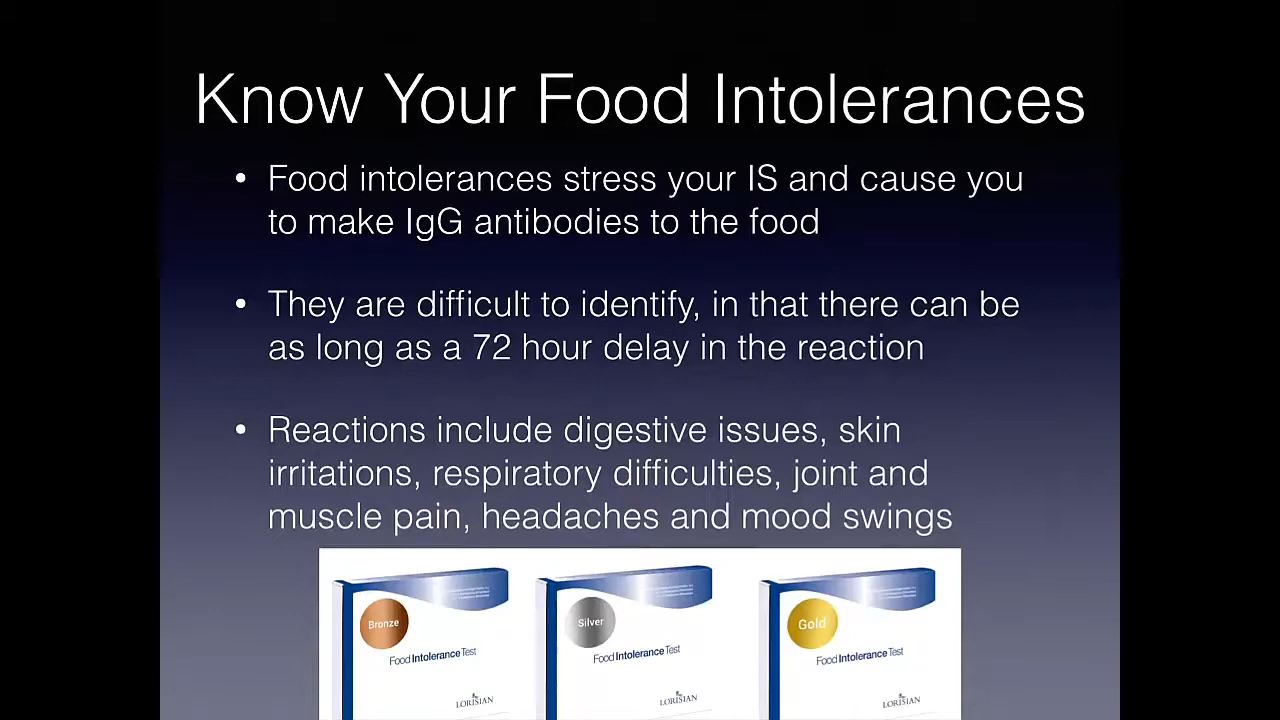 Know Your Food Intolerances
• Food intolerances stress your IS and cause you
to make IgG antibodies to the food
• They are difficult to identify, in that there can be
as long as a 72 hour delay in the reaction
• Reactions include digestive issues, skin
irritations, respiratory difficulties, joint and
muscle pain, headaches and mood swings
Bronze
Food Intolerance Test
LORISIAN
Silver
Food Intolerance Test
LORISIAN
Gold
Food Intolerance Test
LORISIAN